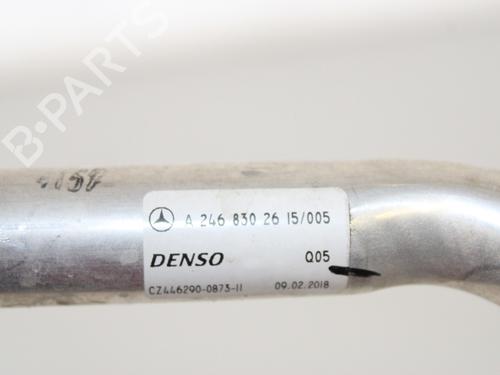 B-PARTS
A 246 830 26 15/005
DENSO Q05
CZ446290-0873-11 09.02.2018